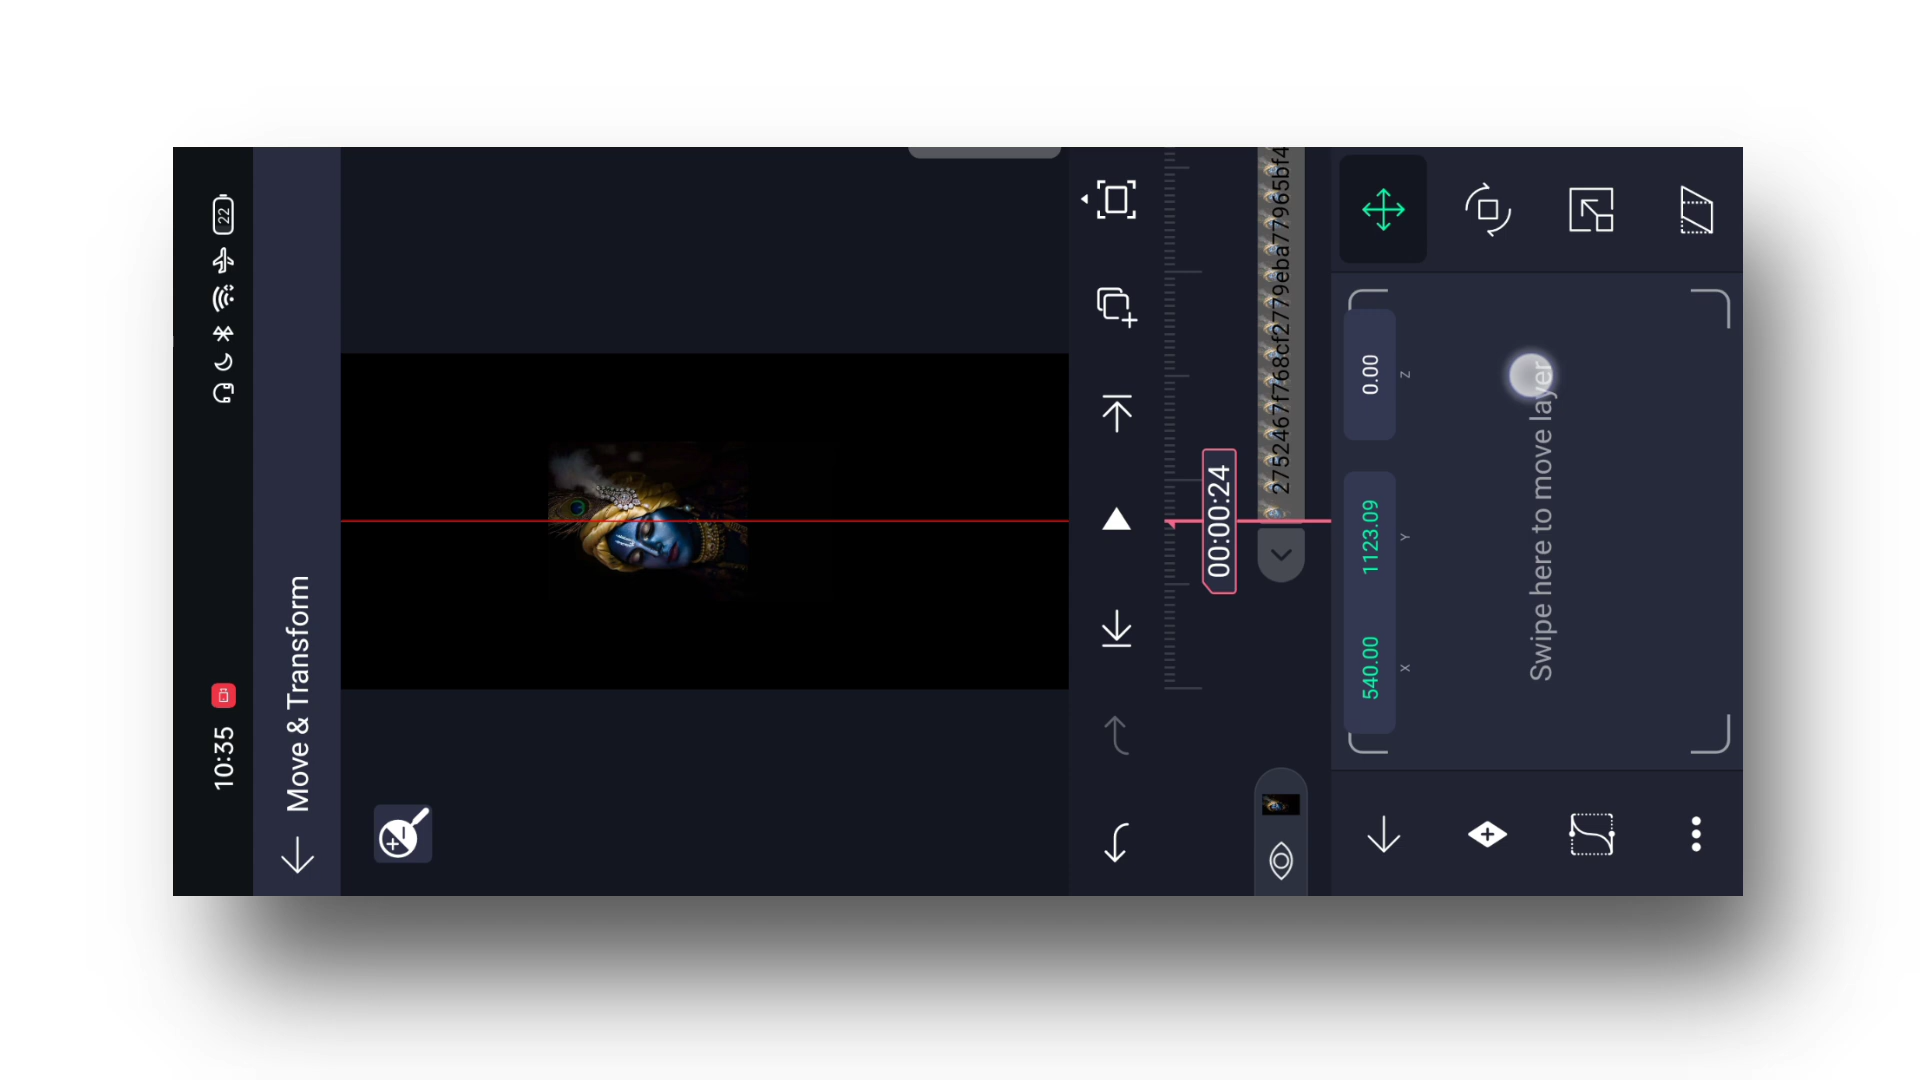 10:35
22
Move & Transform
00:00:24
2752467f768cf2779eba77965bf4
540.00
1123.09
0.00
X
Y
Z
Swipe here to move layer